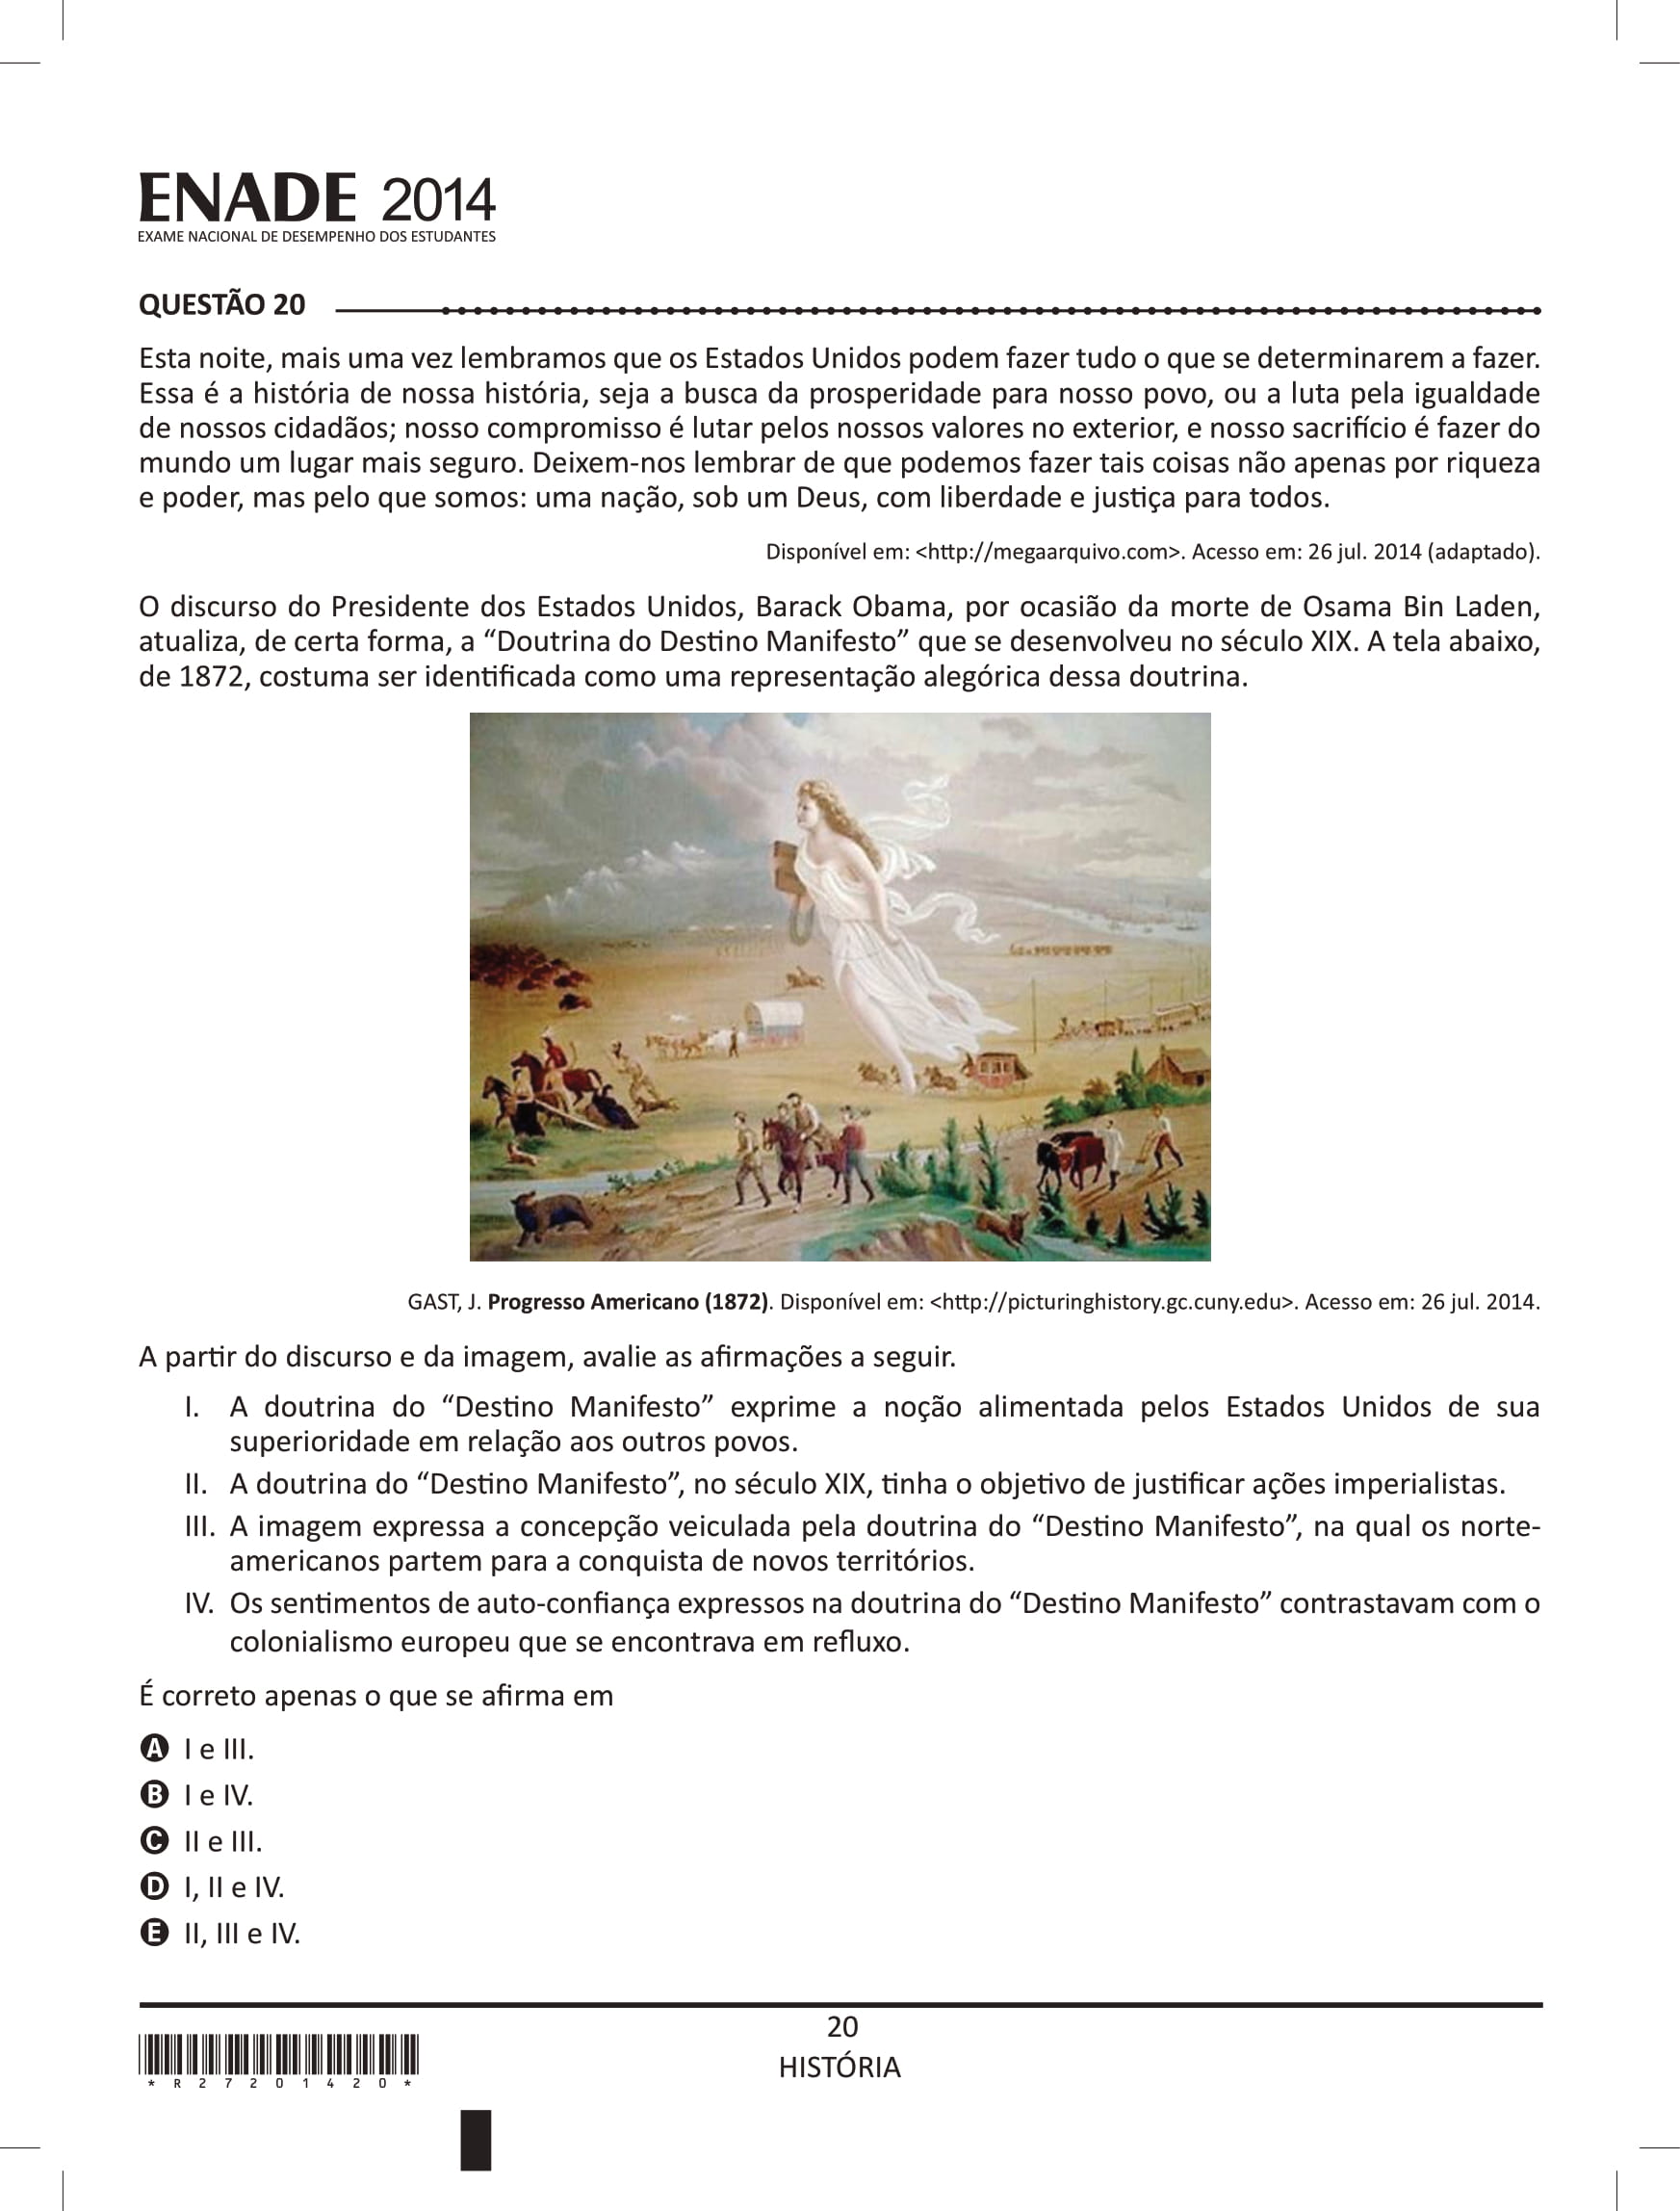 ENADE 2014
EXAME NACIONAL DE DESEMPENHO DOS ESTUDANTES
QUESTÃO 20
Esta noite, mais uma vez lembramos que os Estados Unidos podem fazer tudo o que se determinarem a fazer.
Essa é a história de nossa história, seja a busca da prosperidade para nosso povo, ou a luta pela igualdade
de nossos cidadãos; nosso compromisso é lutar pelos nossos valores no exterior, e nosso sacrifício é fazer do
mundo um lugar mais seguro. Deixem-nos lembrar de que podemos fazer tais coisas não apenas por riqueza
e poder, mas pelo que somos: uma nação, sob um Deus, com liberdade e justiça para todos.
Disponível em: <http://megaarquivo.com>. Acesso em: 26 jul. 2014 (adaptado).
O discurso do Presidente dos Estados Unidos, Barack Obama, por ocasião da morte de Osama Bin Laden,
atualiza, de certa forma, a “Doutrina do Destino Manifesto” que se desenvolveu no século XIX. A tela abaixo,
de 1872, costuma ser identificada como uma representação alegórica dessa doutrina.
GAST, J. Progresso Americano (1872). Disponível em: <http://picturinghistory.gc.cuny.edu>. Acesso em: 26 jul. 2014.
A partir do discurso e da imagem, avalie as afirmações a seguir.
I. A doutrina do “Destino Manifesto” exprime a noção alimentada pelos Estados Unidos de sua
superioridade em relação aos outros povos.
II. A doutrina do “Destino Manifesto”, no século XIX, tinha o objetivo de justificar ações imperialistas.
III. A imagem expressa a concepção veiculada pela doutrina do “Destino Manifesto”, na qual os norte-
americanos partem para a conquista de novos territórios.
IV. Os sentimentos de auto-confiança expressos na doutrina do “Destino Manifesto” contrastavam com o
colonialismo europeu que se encontrava em refluxo.
É correto apenas o que se afirma em
A I e III.
B I e IV.
C II e III.
D I, II e IV.
E II, III e IV.
20
HISTÓRIA
* R 2 7 2 0 1 4 2 0 *